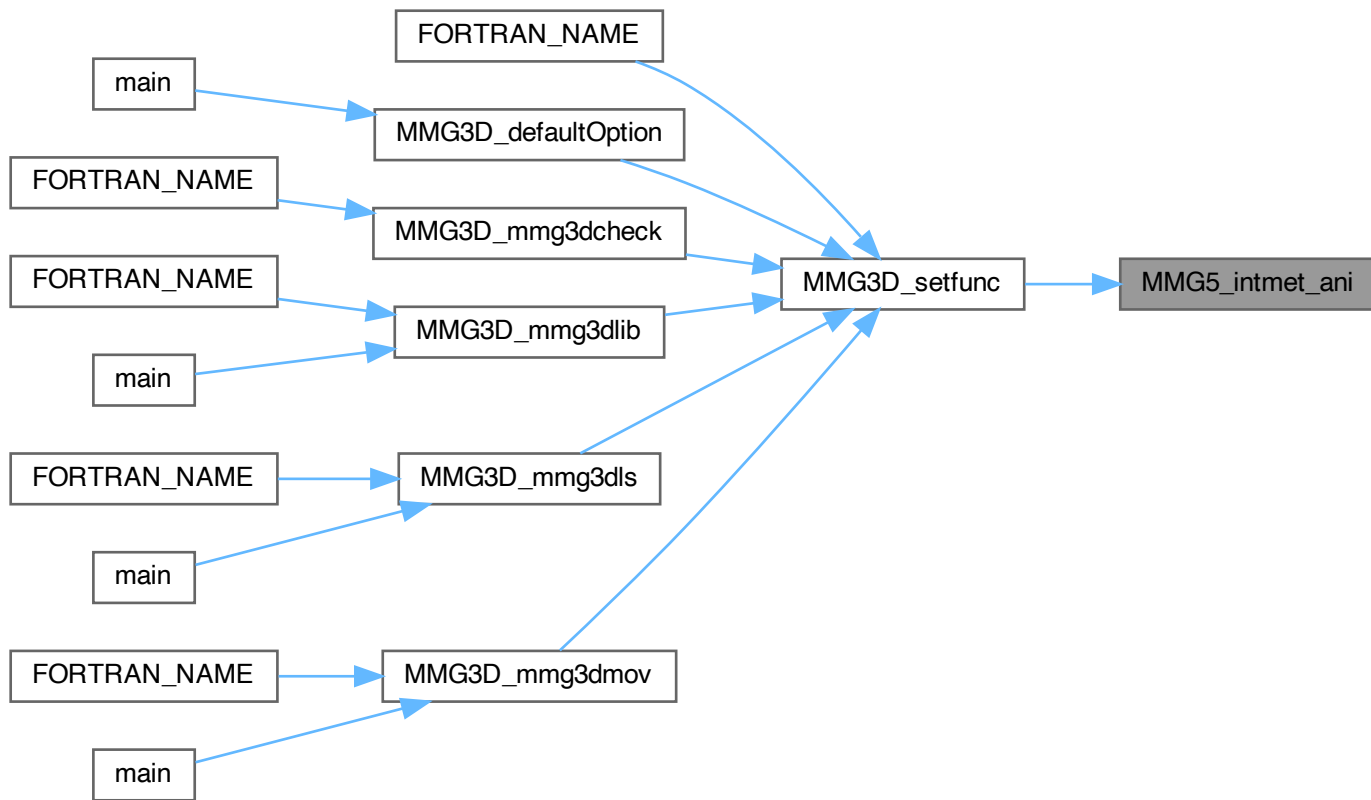 FORTRAN_NAME
main
MMG3D_defaultOption
FORTRAN_NAME
MMG3D_mmg3dcheck
FORTRAN_NAME
MMG3D_setfunc
MMG5_intmet_ani
MMG3D_mmg3dlib
main
FORTRAN_NAME
MMG3D_mmg3dls
main
FORTRAN_NAME
MMG3D_mmg3dmov
main